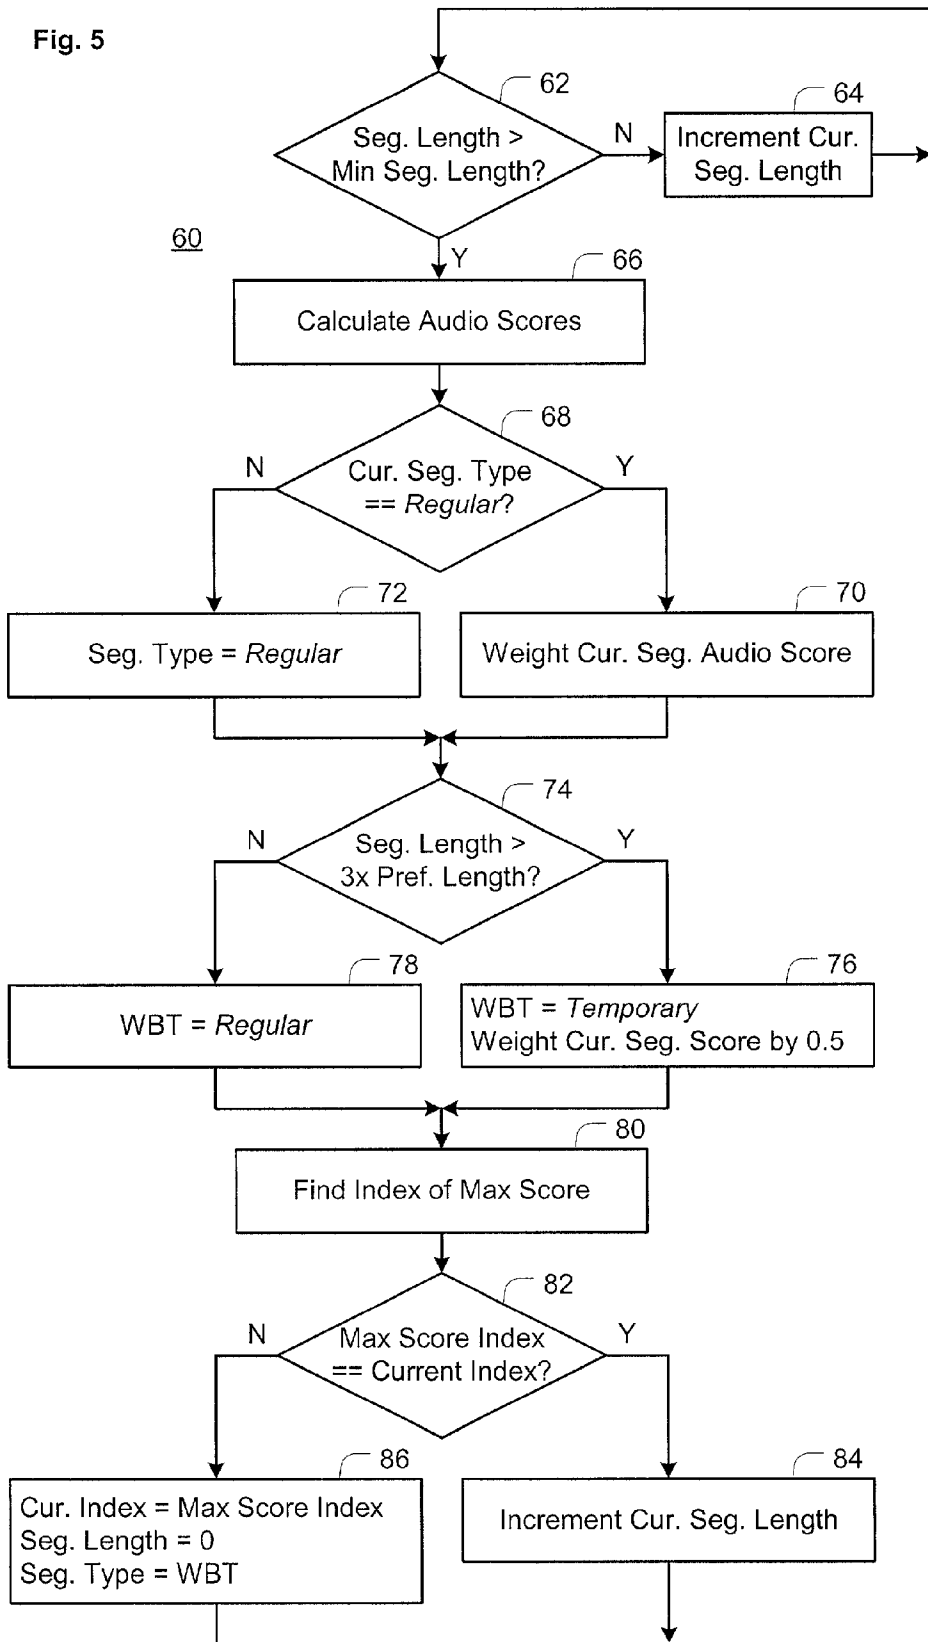 Fig. 5
62
64
Seg. Length >
Min Seg. Length?
N
Increment Cur.
Seg. Length
60
Y
66
Calculate Audio Scores
68
N
Cur. Seg. Type
== Regular?
Y
72
70
Seg. Type = Regular
Weight Cur. Seg. Audio Score
74
N
Seg. Length >
3x Pref. Length?
Y
78
76
WBT = Regular
WBT = Temporary
Weight Cur. Seg. Score by 0.5
80
Find Index of Max Score
82
N
Max Score Index
== Current Index?
Y
86
84
Cur. Index = Max Score Index
Seg. Length = 0
Seg. Type = WBT
Increment Cur. Seg. Length